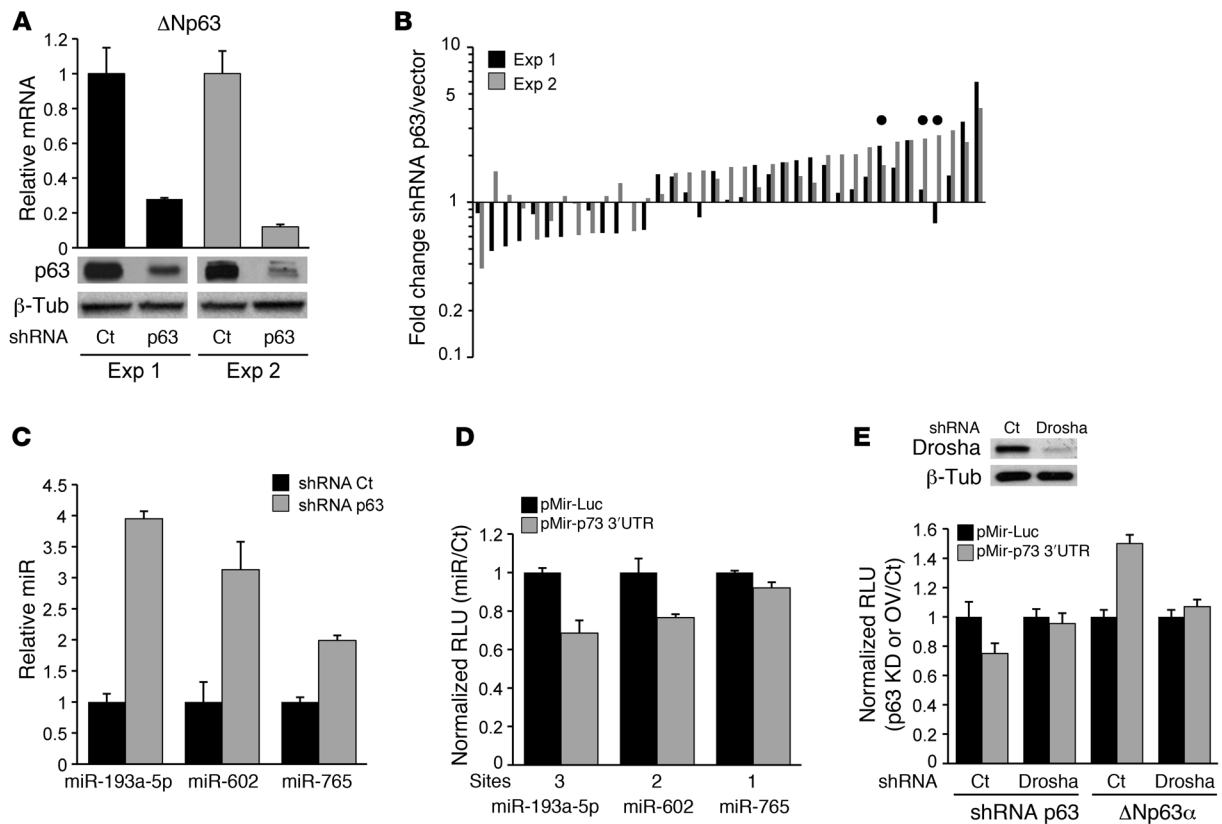 A
ΔNp63
Relative mRNA
1.2
1
0.8
0.6
0.4
0.2
0
p63
β-Tub
shRNA Ct p63 Ct p63
Exp 1 Exp 2
B
Fold change shRNA p63/vector
10
5
1
0.2
0.1
Exp 1
Exp 2
C
Relative miR
4.5
4
3.5
3
2.5
2
1.5
1
0.5
0
shRNA Ct
shRNA p63
miR-193a-5p miR-602 miR-765
D
Normalized RLU (miR/Ct)
pMir-Luc
pMir-p73 3′UTR
1.2
1
0.8
0.6
0.4
0.2
0
Sites 3 2 1
miR-193a-5p miR-602 miR-765
E
shRNA Ct Drosha
Drosha
β-Tub
Normalized RLU
(p63 KD or OV/Ct)
pMir-Luc
pMir-p73 3′UTR
1.6
1.4
1.2
1
0.8
0.6
0.4
0.2
0
shRNA Ct Drosha Ct Drosha
shRNA p63 ΔNp63α